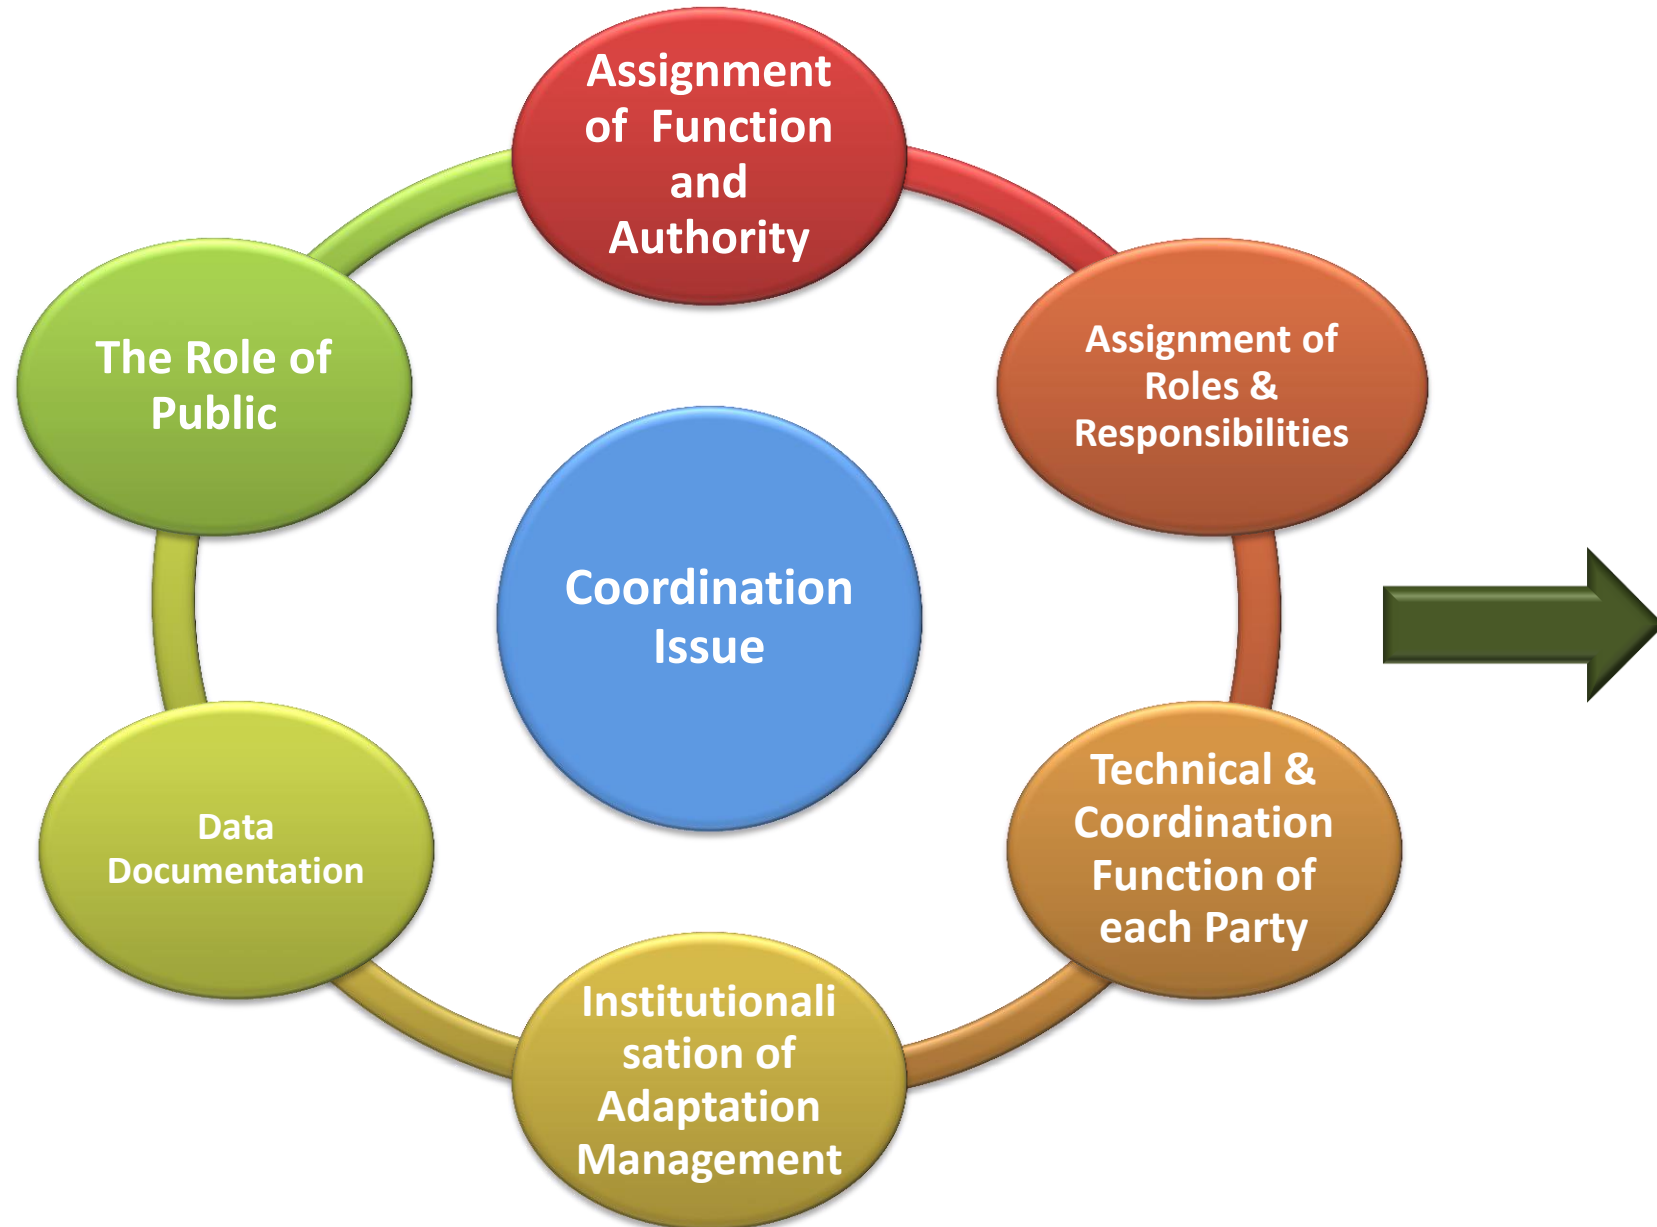 Assignment
of Function
and
Authority
Assignment of
Roles &
Responsibilities
Technical &
Coordination
Function of
each Party
Institutionali
sation of
Adaptation
Management
Data
Documentation
The Role of
Public
Coordination
Issue